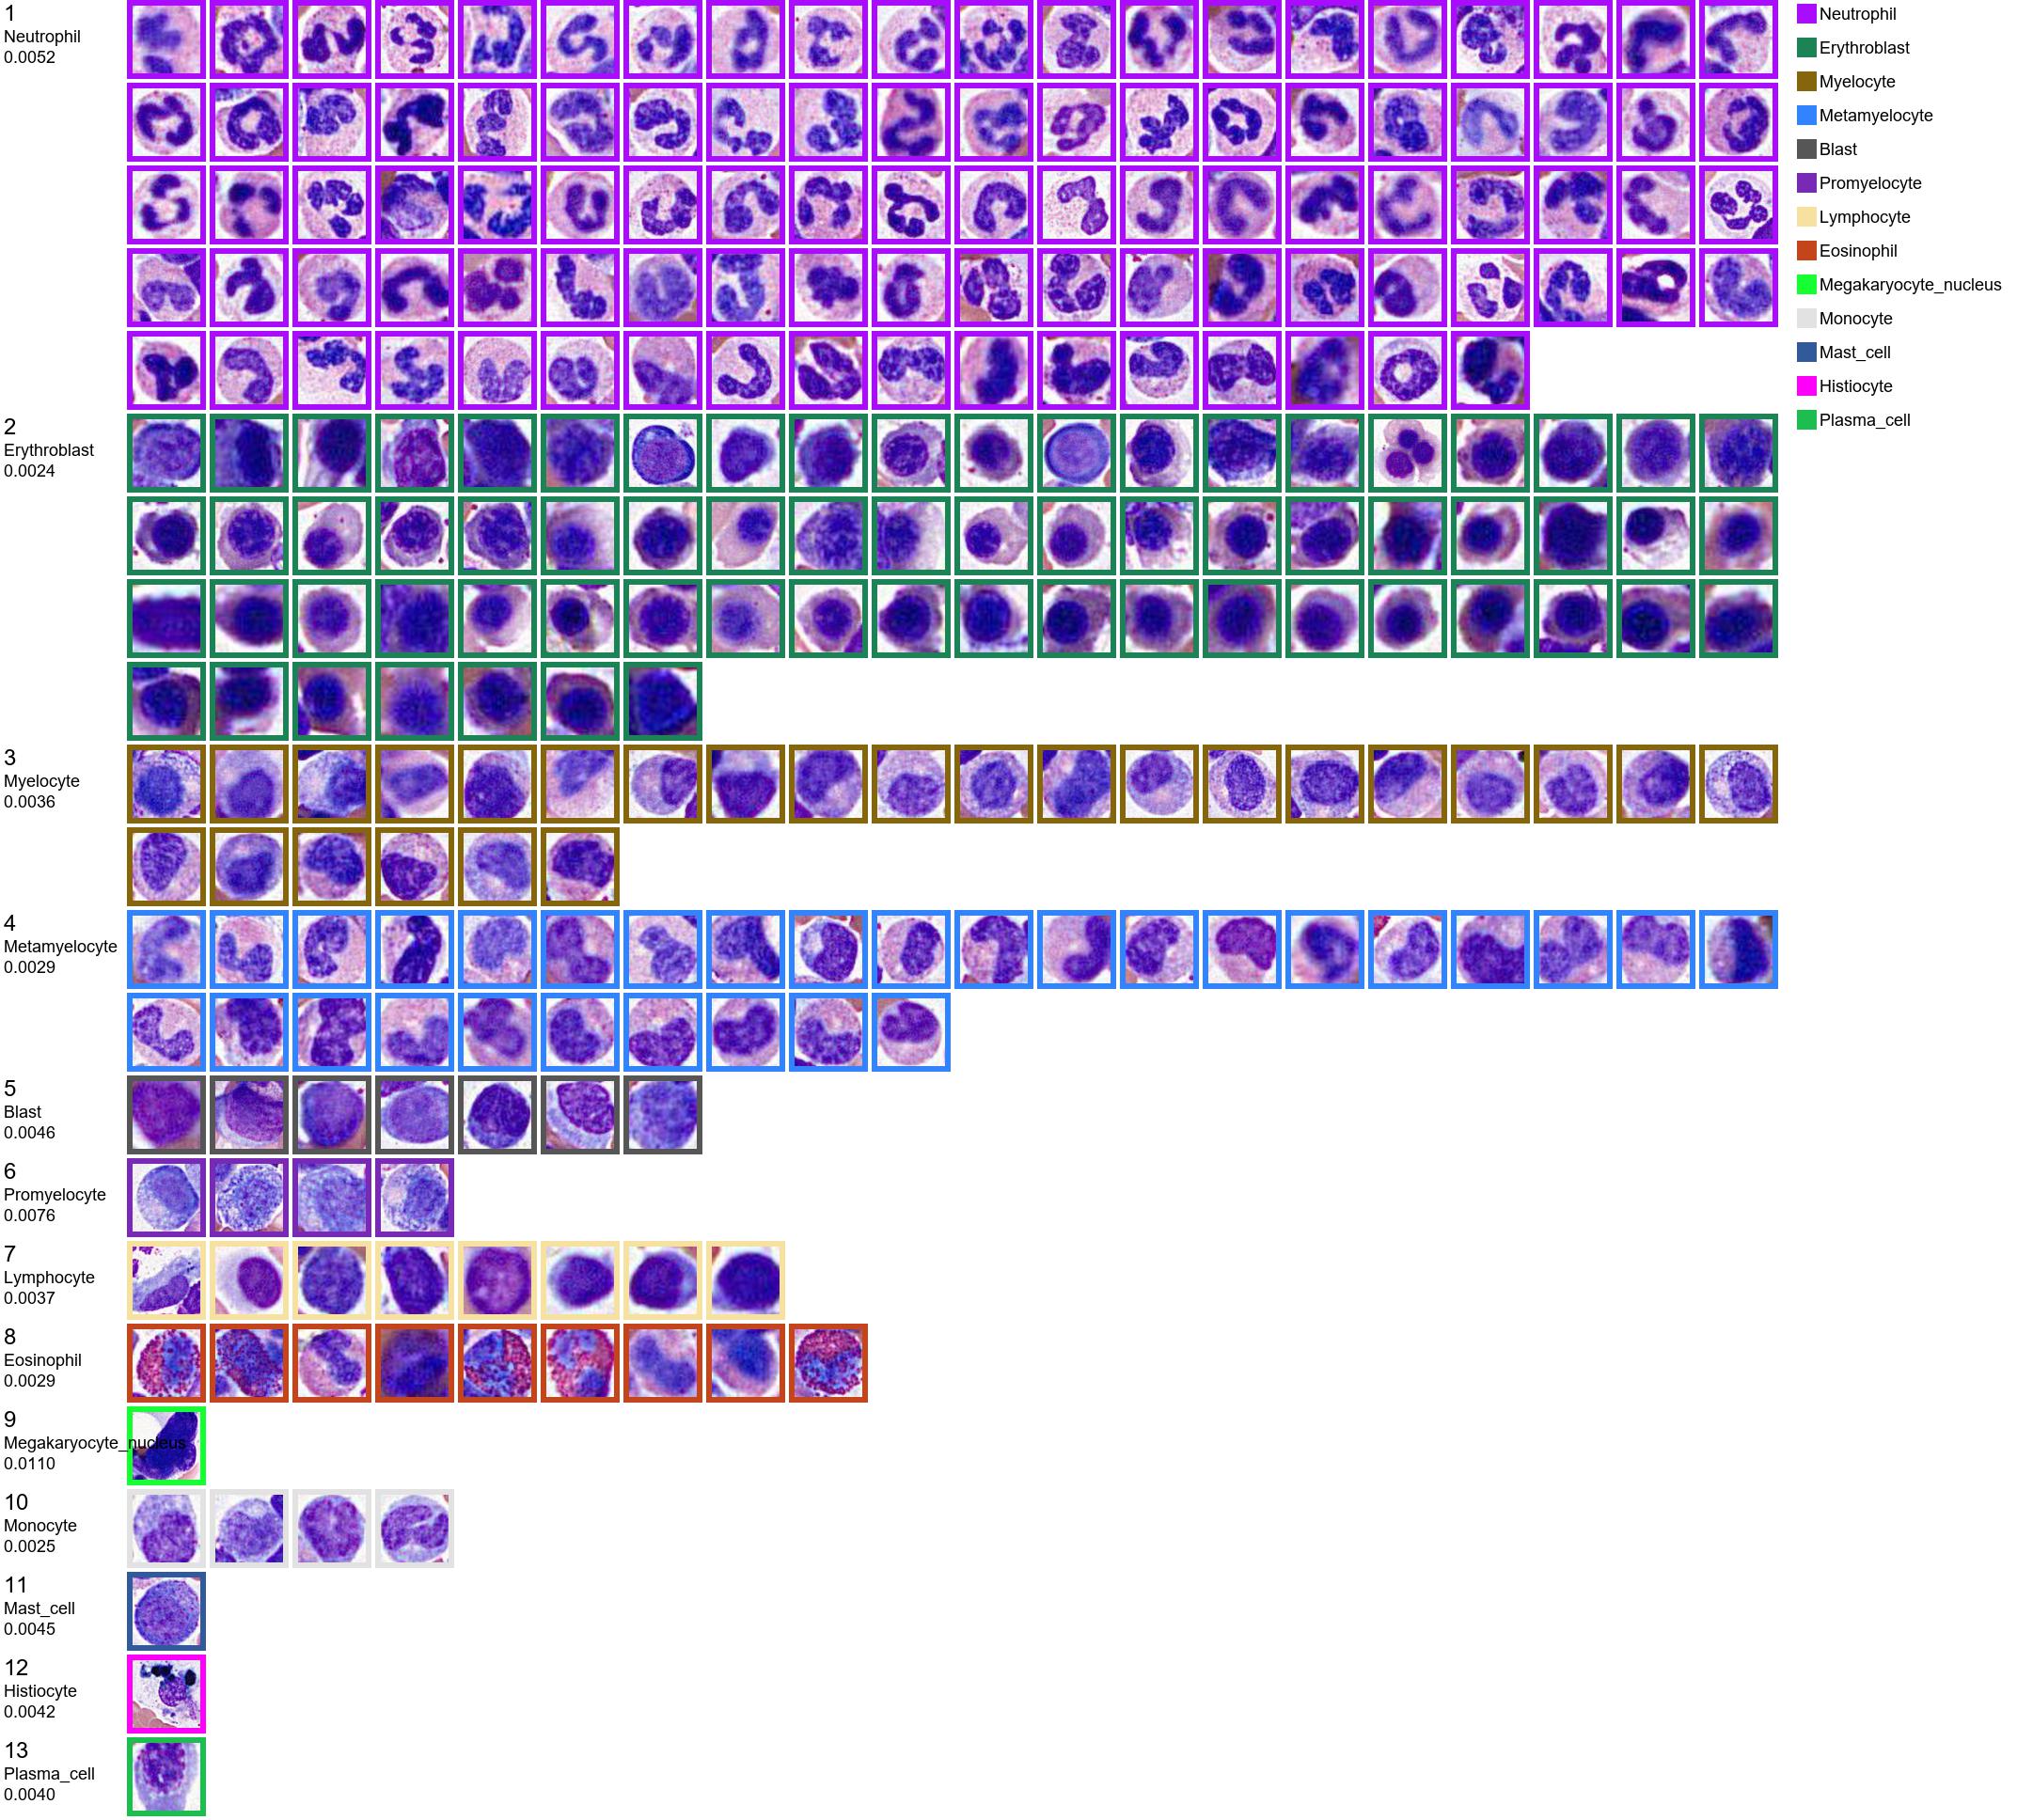 1
Neutrophil
0.0052
2
Erythroblast
0.0024
3
Myelocyte
0.0036
4
Metamyelocyte
0.0029
5
Blast
0.0046
6
Promyelocyte
0.0076
7
Lymphocyte
0.0037
8
Eosinophil
0.0029
9
Megakaryocyte_nucleus
0.0110
10
Monocyte
0.0025
11
Mast_cell
0.0045
12
Histiocyte
0.0042
13
Plasma_cell
0.0040
Neutrophil
Erythroblast
Myelocyte
Metamyelocyte
Blast
Promyelocyte
Lymphocyte
Eosinophil
Megakaryocyte_nucleus
Monocyte
Mast_cell
Histiocyte
Plasma_cell